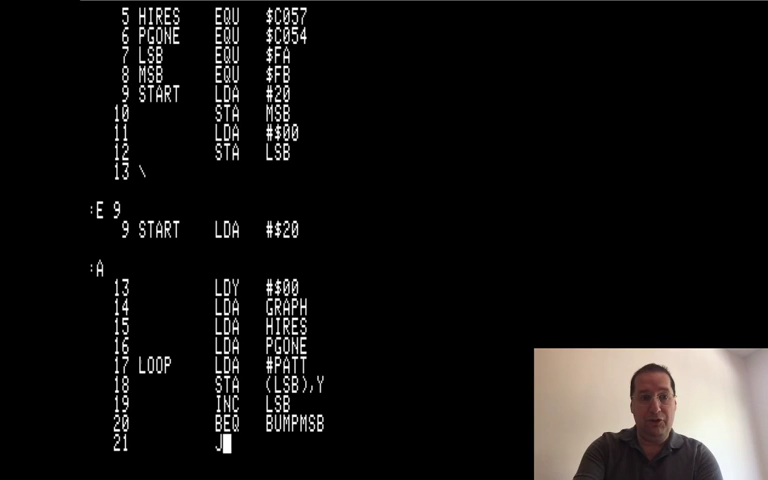 5 HIRES EQU $C057
6 PGONE EQU $C054
7 LSB EQU $FA
8 MSB EQU $FB
9 START LDA #20
10 STA MSB
11 LDA #$00
12 STA LSB
13 \
:E 9
9 START LDA #$20
:A
13 LDY #$00
14 LDA GRAPH
15 LDA HIRES
16 LDA PGONE
17 LOOP LDA #PATT
18 STA (LSB),Y
19 INC LSB
20 BEQ BUMPMSB
21 J